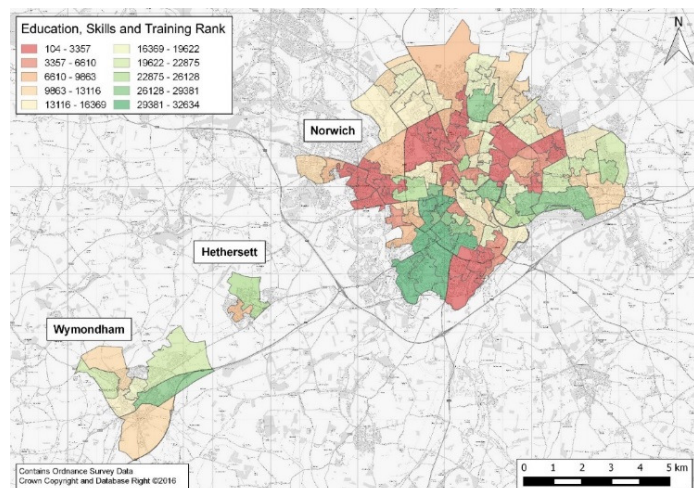 Education, Skills and Training Rank
104 - 3357
3357 - 6610
6610 - 9863
9863 - 13116
13116 - 16369
16369 - 19622
19622 - 22875
22875 - 26128
26128 - 29381
29381 - 32634
N
Norwich
Hethersett
Wymondham
Contains Ordnance Survey Data
Crown Copyright and Database Right ©2016
0 1 2 3 4 5 km